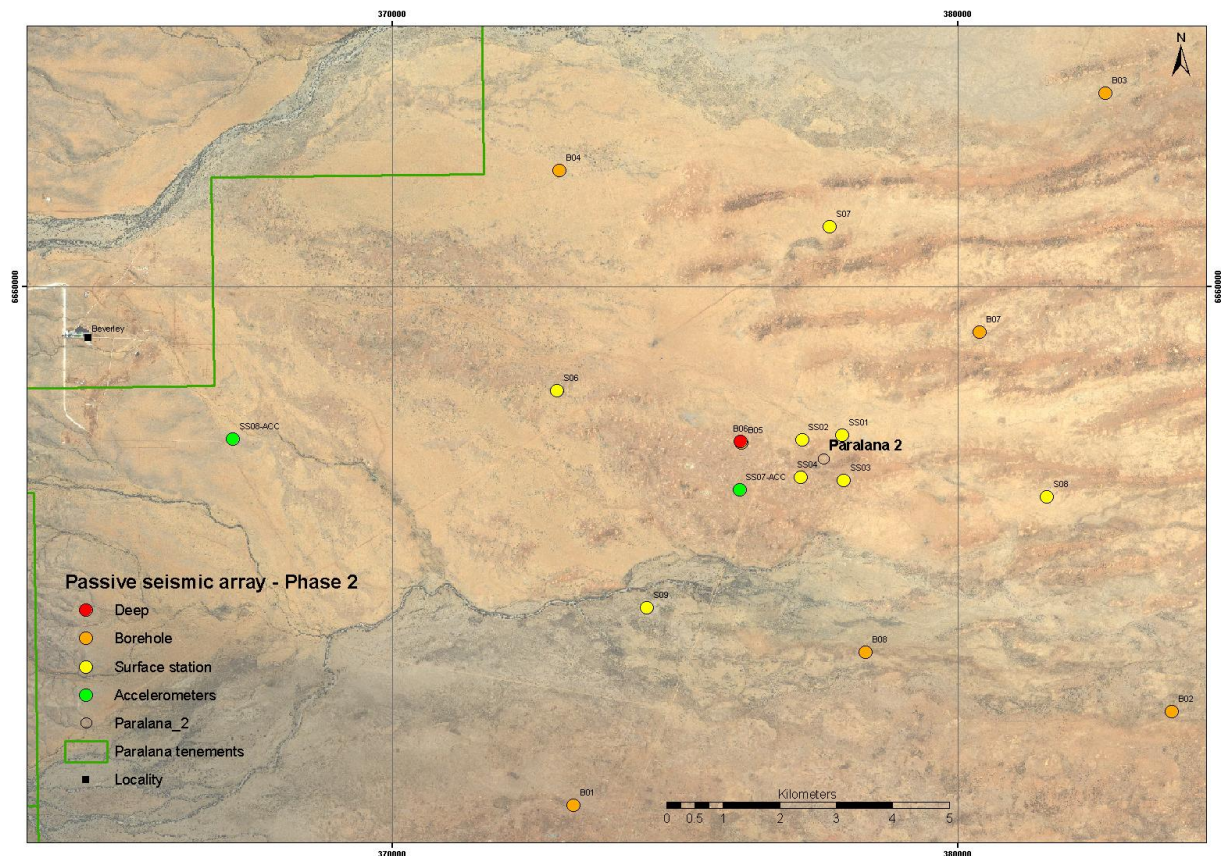 370000
380000
N
B03
B04
S07
6660000
6660000
B07
Beverley
S06
SS08-ACC
B06
B05
SS02
SS01
Paralana 2
SS04
SS03
SS07-ACC
S08
Passive seismic array - Phase 2
Deep
Borehole
Surface station
Accelerometers
Paralana_2
Paralana tenements
Locality
S09
B08
B02
B01
Kilometers
0 0.5 1 2 3 4 5
370000
380000